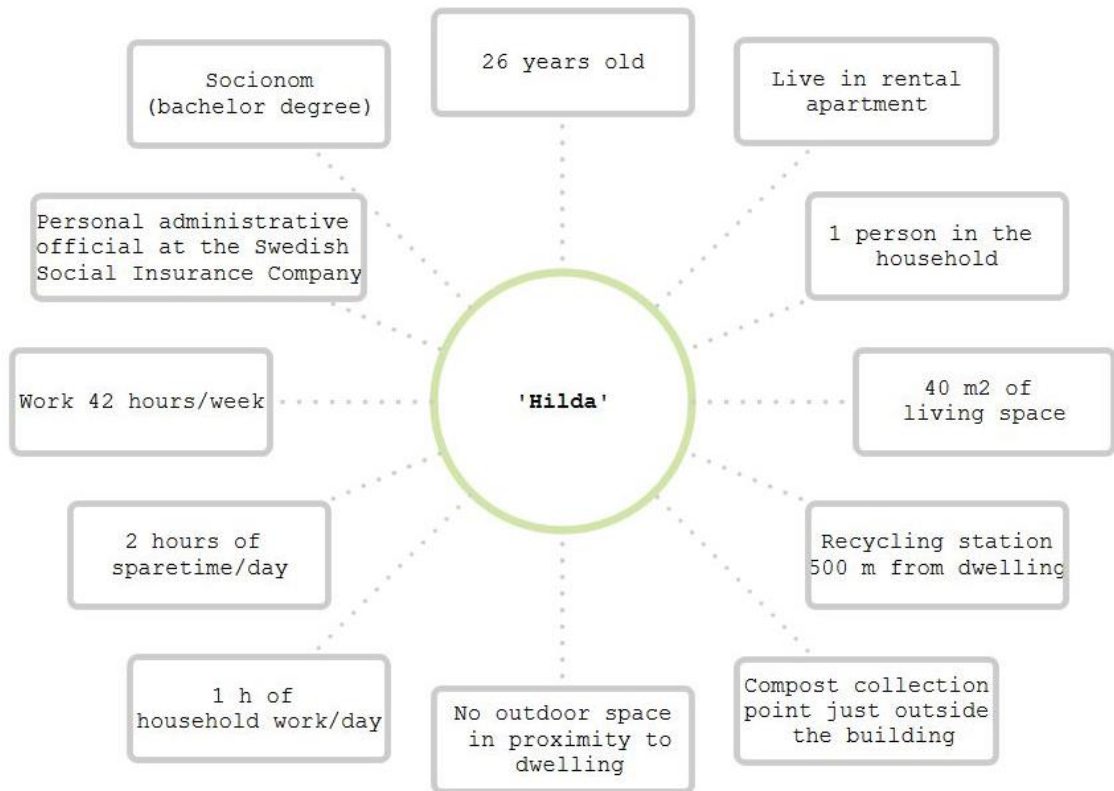 26 years old
Live in rental
apartment
1 person in the
household
40 m2 of
living space
Recycling station
500 m from dwelling
Compost collection
point just outside
the building
No outdoor space
in proximity to
dwelling
1 h of
household work/day
2 hours of
sparetime/day
Work 42 hours/week
Personal administrative
official at the Swedish
Social Insurance Company
Socionom
(bachelor degree)
'Hilda'